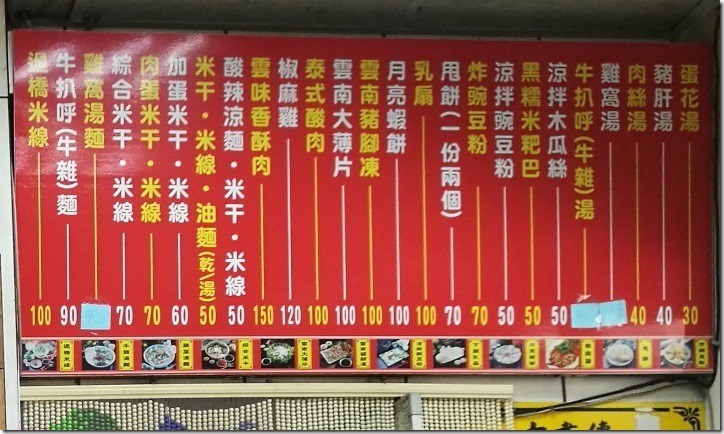 蛋花湯 30
豬肝湯 40
肉絲湯 40
雞窩湯
牛扒呼(牛雜)湯
涼拌木瓜絲 50
黑糯米粑巴 50
涼拌豌豆粉 50
炸豌豆粉 70
甩餅(一份兩個) 70
乳扇 100
月亮蝦餅 100
雲南豬腳凍 100
雲南大薄片 100
泰式酸肉 100
椒麻雞 120
雲味香酥肉 150
酸辣涼麵・米干・米線 50
米干・米線・油麵(乾/湯) 50
加蛋米干・米線 60
肉蛋米干・米線 70
綜合米干・米線 70
雞窩湯麵
牛扒呼(牛雜)麵 90
過橋米線 100